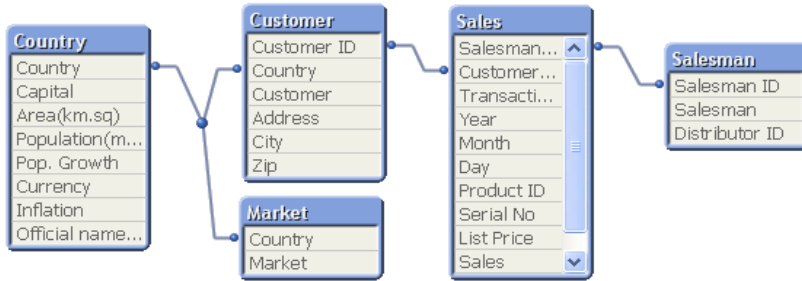 Country
Country
Capital
Area(km.sq)
Population(m...
Pop. Growth
Currency
Inflation
Official name...
Customer
Customer ID
Country
Customer
Address
City
Zip
Market
Country
Market
Sales
Salesman...
Customer...
Transacti...
Year
Month
Day
Product ID
Serial No
List Price
Sales
Salesman
Salesman ID
Salesman
Distributor ID